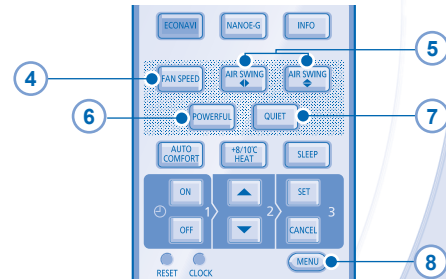 ECONAVI NANOE-G INFO
5
4 FAN SPEED AIR SWING AIR SWING
6 POWERFUL QUIET 7
AUTO COMFORT +8/10℃ HEAT SLEEP
ON SET
1 2 3
OFF CANCEL
RESET CLOCK MENU 8